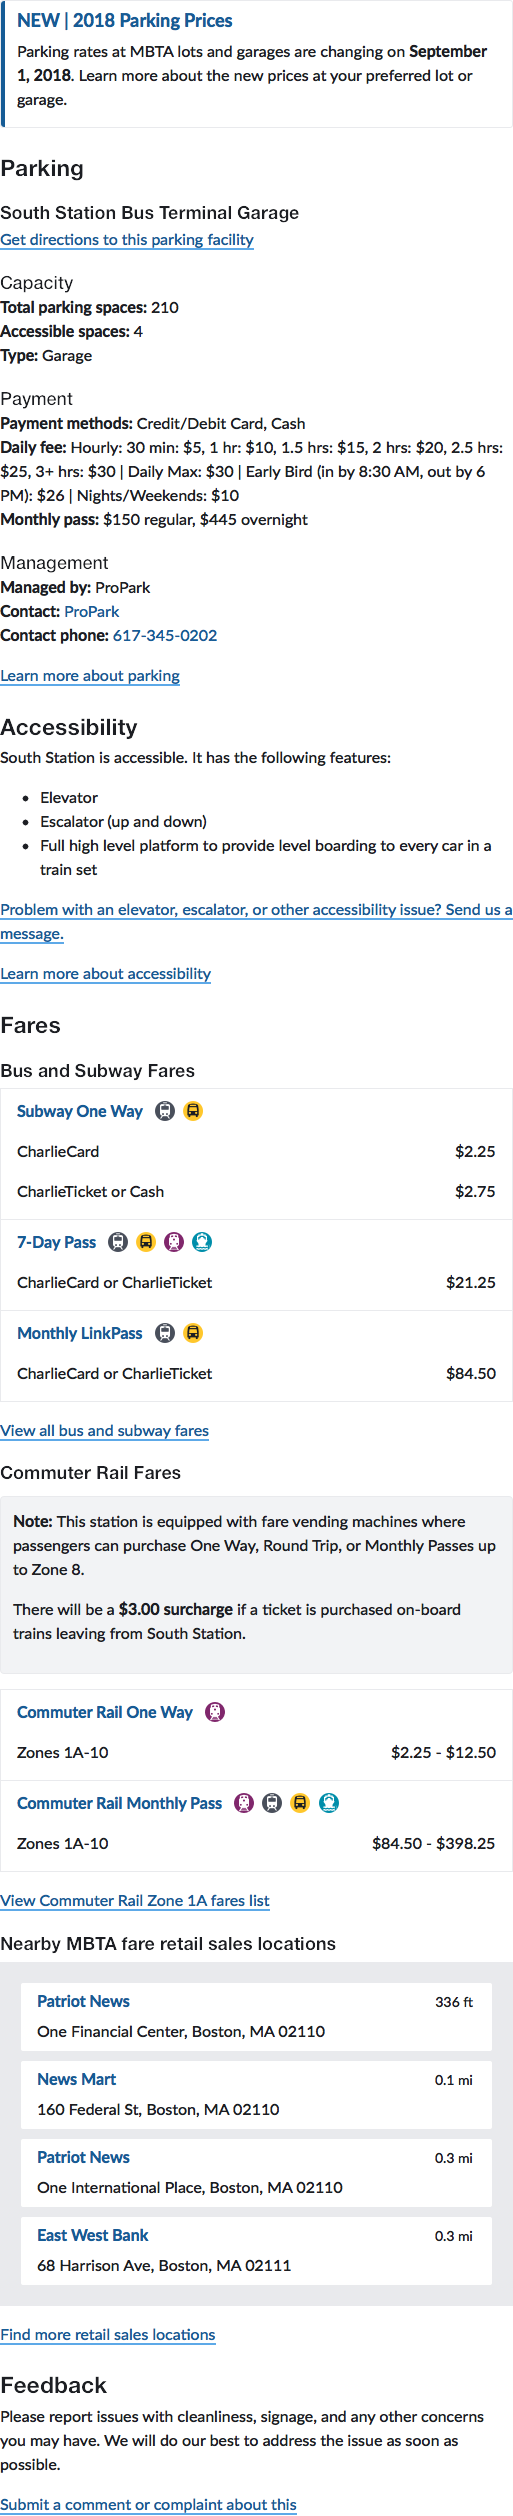 NEW | 2018 Parking Prices
Parking rates at MBTA lots and garages are changing on September
1, 2018. Learn more about the new prices at your preferred lot or
garage.
Parking
South Station Bus Terminal Garage
Get directions to this parking facility
Capacity
Total parking spaces: 210
Accessible spaces: 4
Type: Garage
Payment
Payment methods: Credit/Debit Card, Cash
Daily fee: Hourly: 30 min: $5, 1 hr: $10, 1.5 hrs: $15, 2 hrs: $20, 2.5 hrs:
$25, 3+ hrs: $30 | Daily Max: $30 | Early Bird (in by 8:30 AM, out by 6
PM): $26 | Nights/Weekends: $10
Monthly pass: $150 regular, $445 overnight
Management
Managed by: ProPark
Contact: ProPark
Contact phone: 617-345-0202
Learn more about parking
Accessibility
South Station is accessible. It has the following features:
• Elevator
• Escalator (up and down)
• Full high level platform to provide level boarding to every car in a
train set
Problem with an elevator, escalator, or other accessibility issue? Send us a
message.
Learn more about accessibility
Fares
Bus and Subway Fares
Subway One Way
CharlieCard $2.25
CharlieTicket or Cash $2.75
7-Day Pass
CharlieCard or CharlieTicket $21.25
Monthly LinkPass
CharlieCard or CharlieTicket $84.50
View all bus and subway fares
Commuter Rail Fares
Note: This station is equipped with fare vending machines where
passengers can purchase One Way, Round Trip, or Monthly Passes up
to Zone 8.
There will be a $3.00 surcharge if a ticket is purchased on-board
trains leaving from South Station.
Commuter Rail One Way
Zones 1A-10 $2.25 - $12.50
Commuter Rail Monthly Pass
Zones 1A-10 $84.50 - $398.25
View Commuter Rail Zone 1A fares list
Nearby MBTA fare retail sales locations
Patriot News 336 ft
One Financial Center, Boston, MA 02110
News Mart 0.1 mi
160 Federal St, Boston, MA 02110
Patriot News 0.3 mi
One International Place, Boston, MA 02110
East West Bank 0.3 mi
68 Harrison Ave, Boston, MA 02111
Find more retail sales locations
Feedback
Please report issues with cleanliness, signage, and any other concerns
you may have. We will do our best to address the issue as soon as
possible.
Submit a comment or complaint about this